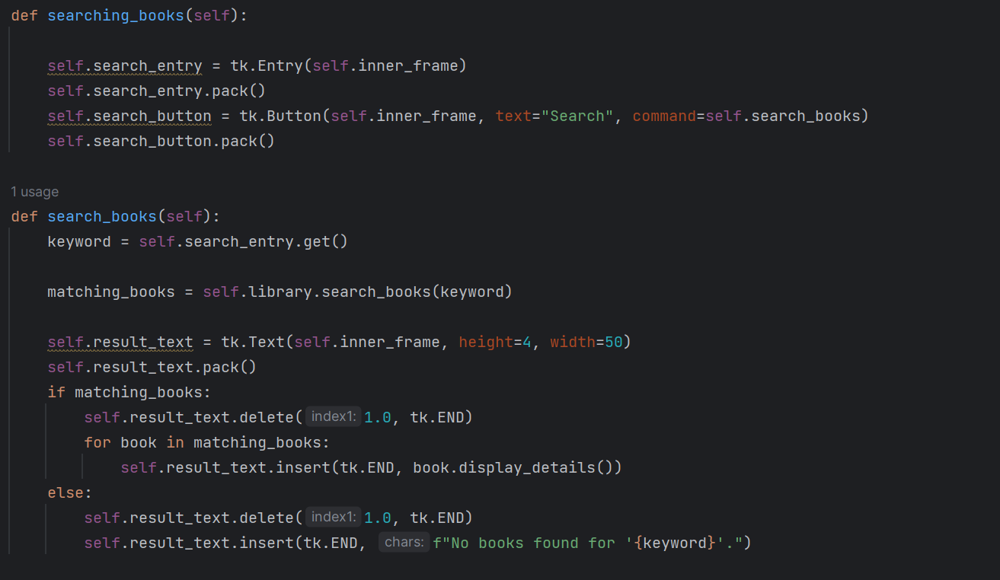 def searching_books(self):
self.search_entry = tk.Entry(self.inner_frame)
self.search_entry.pack()
self.search_button = tk.Button(self.inner_frame, text="Search", command=self.search_books)
self.search_button.pack()
1 usage
def search_books(self):
keyword = self.search_entry.get()
matching_books = self.library.search_books(keyword)
self.result_text = tk.Text(self.inner_frame, height=4, width=50)
self.result_text.pack()
if matching_books:
self.result_text.delete( index1: 1.0, tk.END)
for book in matching_books:
self.result_text.insert(tk.END, book.display_details())
else:
self.result_text.delete( index1: 1.0, tk.END)
self.result_text.insert(tk.END, chars: f"No books found for '{keyword}'.")